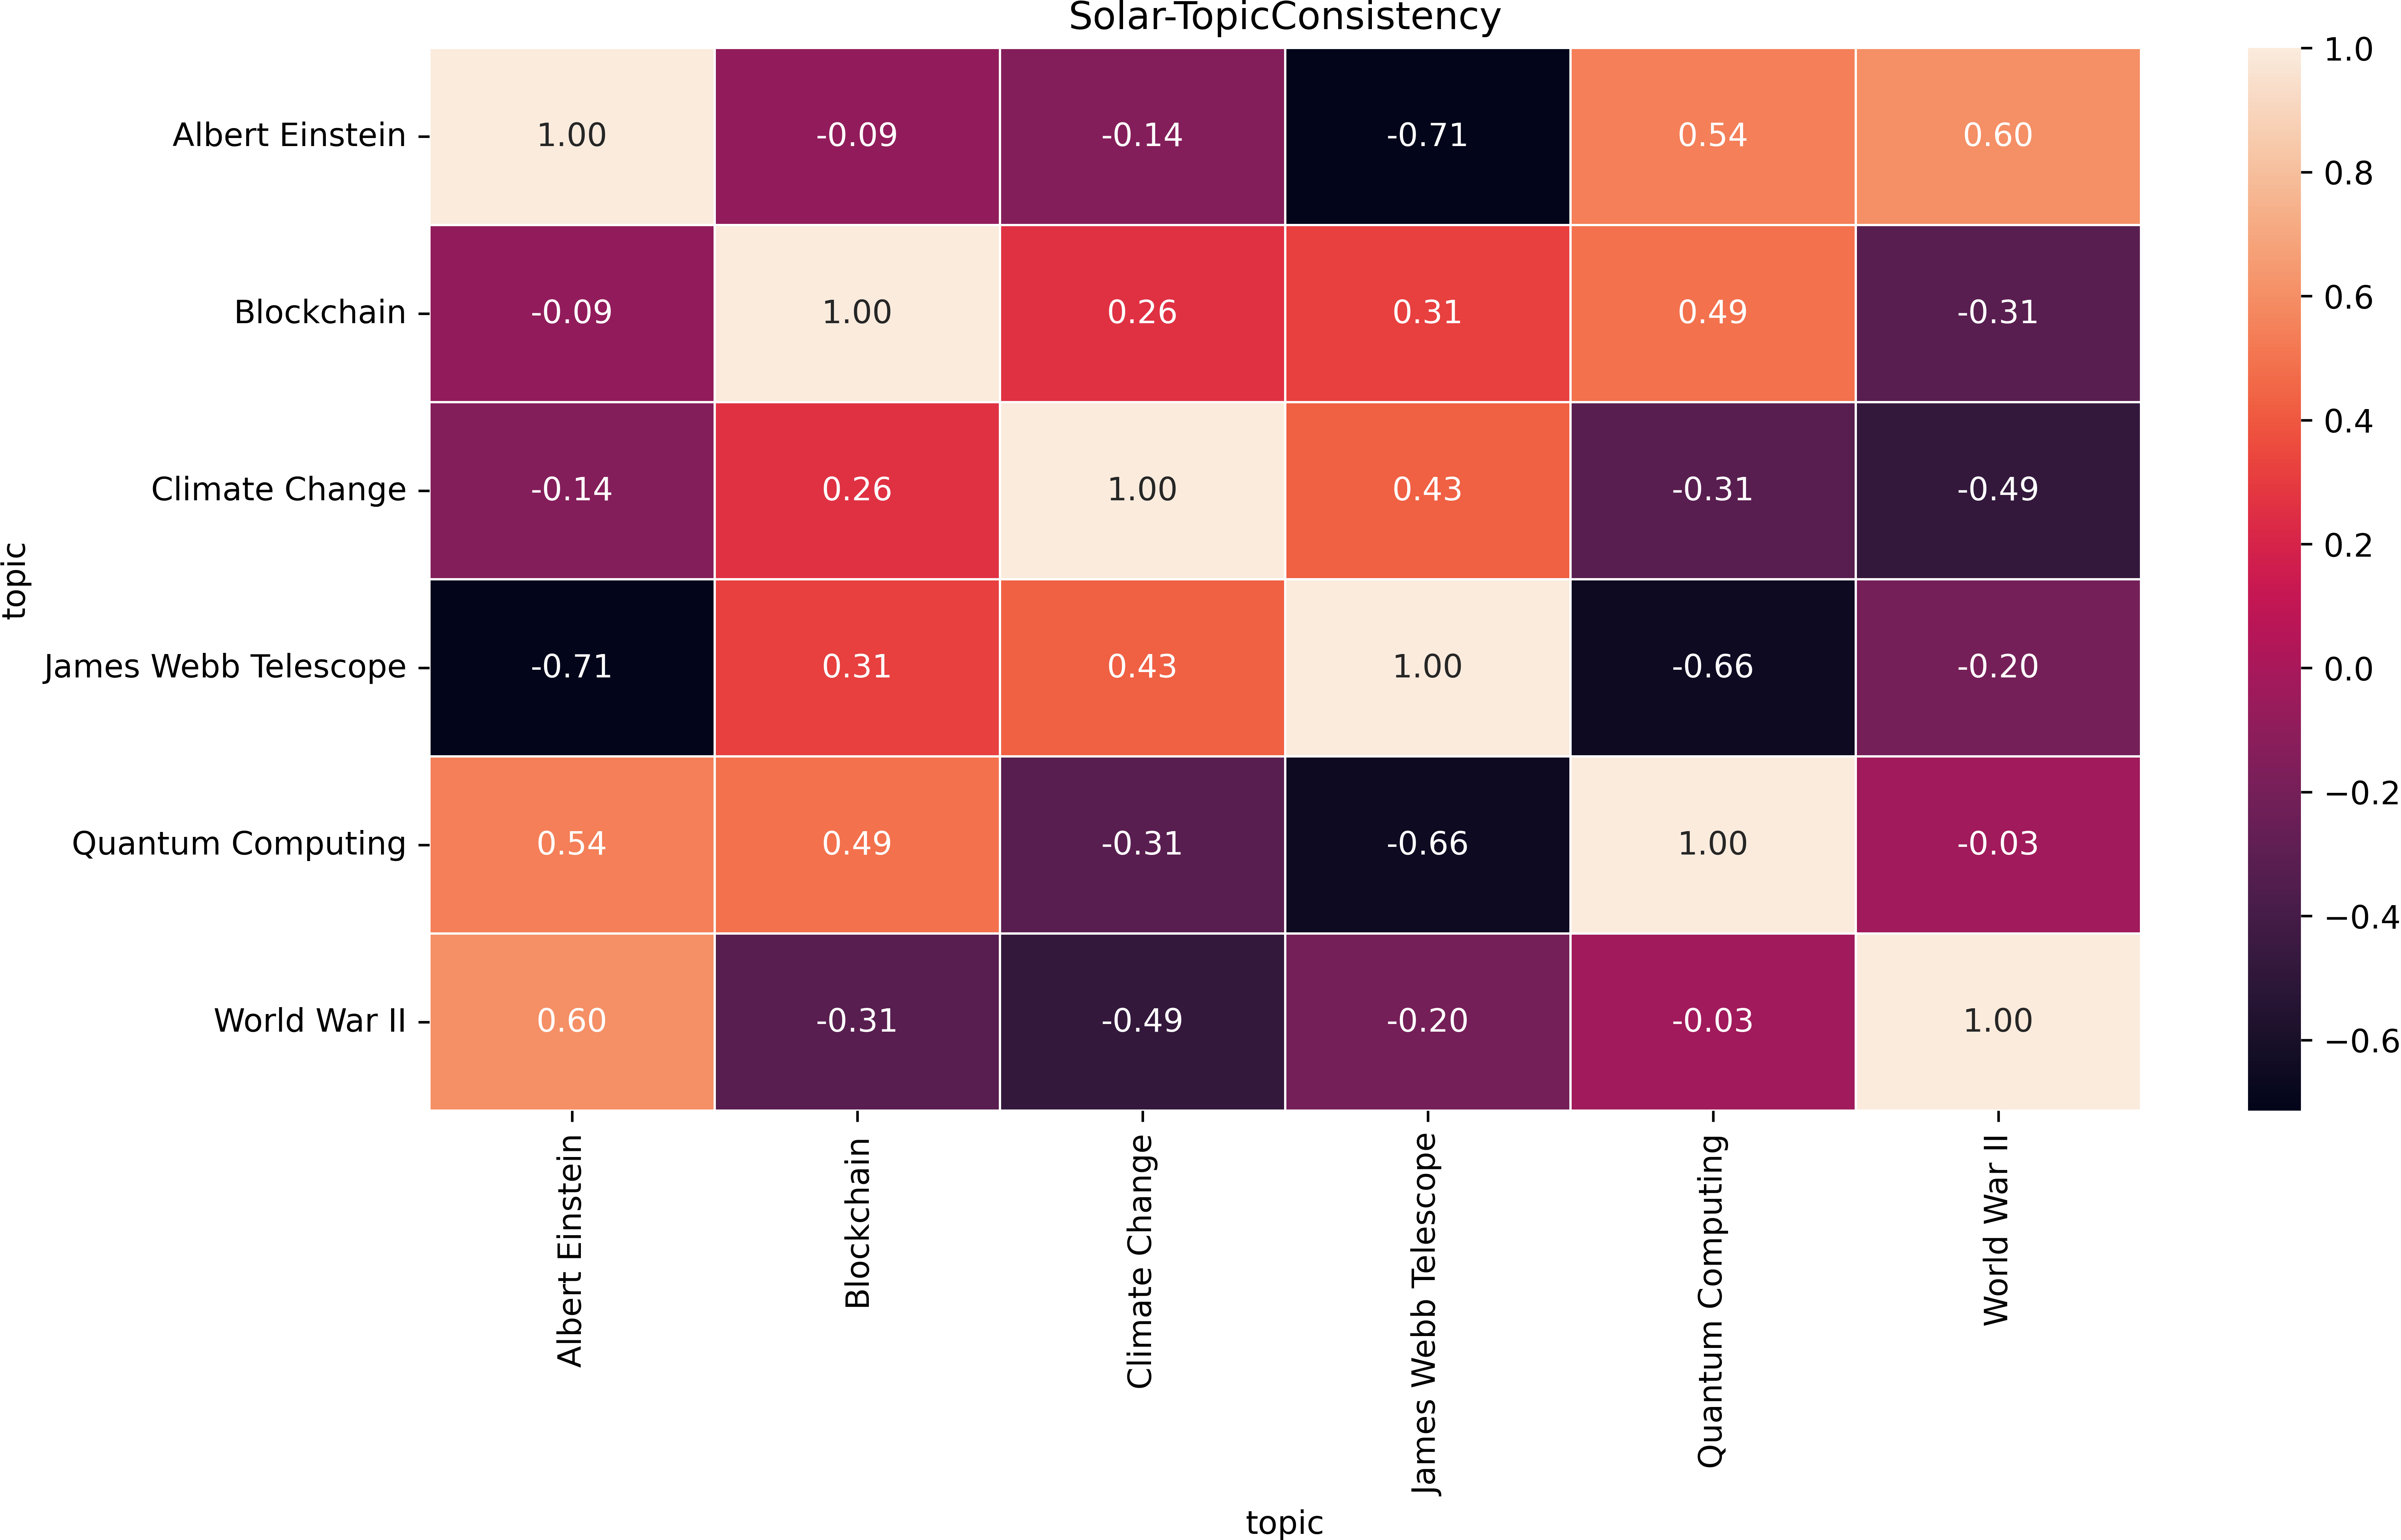 Solar-TopicConsistency
topic
Albert Einstein 1.00 -0.09 -0.14 -0.71 0.54 0.60
Blockchain -0.09 1.00 0.26 0.31 0.49 -0.31
Climate Change -0.14 0.26 1.00 0.43 -0.31 -0.49
James Webb Telescope -0.71 0.31 0.43 1.00 -0.66 -0.20
Quantum Computing 0.54 0.49 -0.31 -0.66 1.00 -0.03
World War II 0.60 -0.31 -0.49 -0.20 -0.03 1.00
Albert Einstein
Blockchain
Climate Change
James Webb Telescope
Quantum Computing
World War II
topic
1.0
0.8
0.6
0.4
0.2
0.0
−0.2
−0.4
−0.6